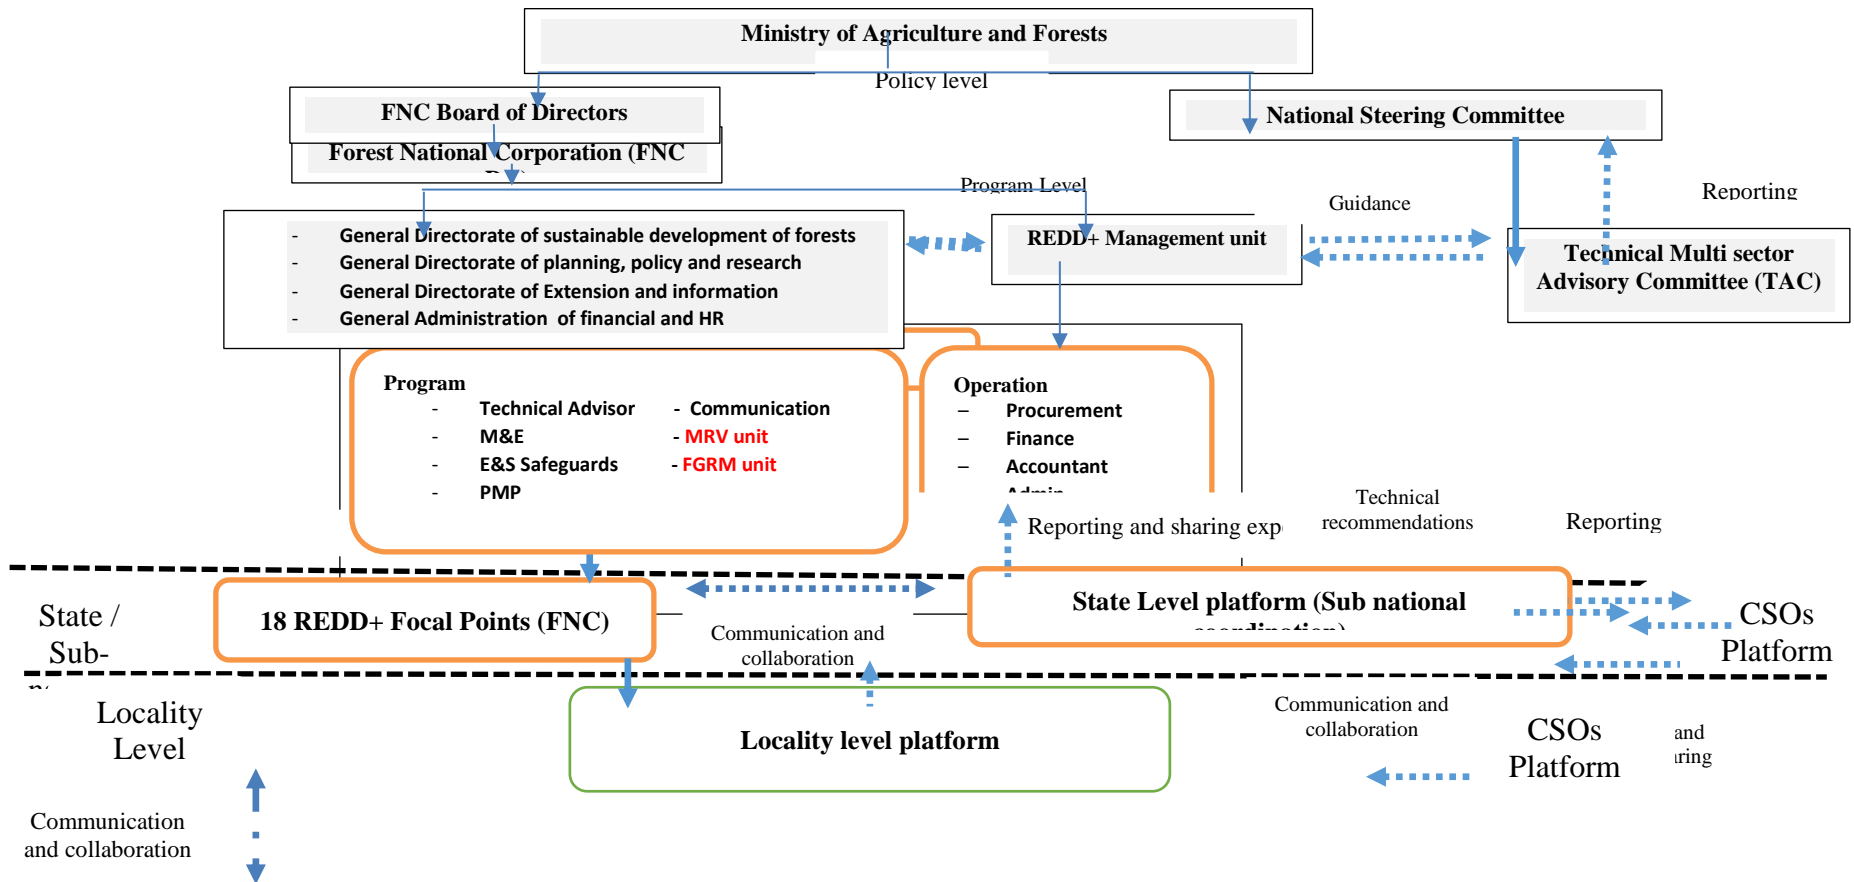 Ministry of Agriculture and Forests
Policy level
FNC Board of Directors
National Steering Committee
Forest National Corporation (FNC
Program Level
Reporting
Guidance
- General Directorate of sustainable development of forests
- General Directorate of planning, policy and research
- General Directorate of Extension and information
- General Administration of financial and HR
REDD+ Management unit
Technical Multi sector
Advisory Committee (TAC)
Program
- Technical Advisor - Communication
- M&E - MRV unit
- E&S Safeguards - FGRM unit
- PMP
Operation
– Procurement
– Finance
– Accountant
Admin
Reporting and sharing exp
Technical
recommendations
Reporting
State /
Sub-
18 REDD+ Focal Points (FNC)
Communication and
collaboration
State Level platform (Sub national
coordination)
CSOs
Platform
Locality
Level
Locality level platform
Communication and
collaboration
CSOs
Platform
and
ring
Communication
and collaboration